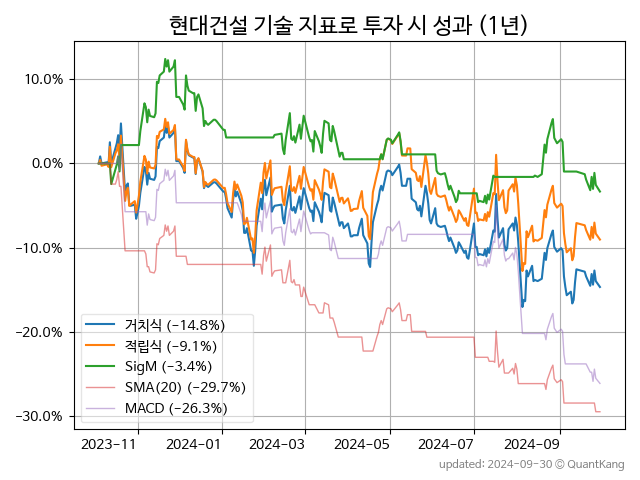 현대건설 기술 지표로 투자 시 성과 (1년)
10.0%
0.0%
−10.0%
−20.0%
−30.0%
거치식 (−14.8%)
적립식 (−9.1%)
SigM (−3.4%)
SMA(20) (−29.7%)
MACD (−26.3%)
2023-11 2024-01 2024-03 2024-05 2024-07 2024-09
updated: 2024-09-30 © QuantKang